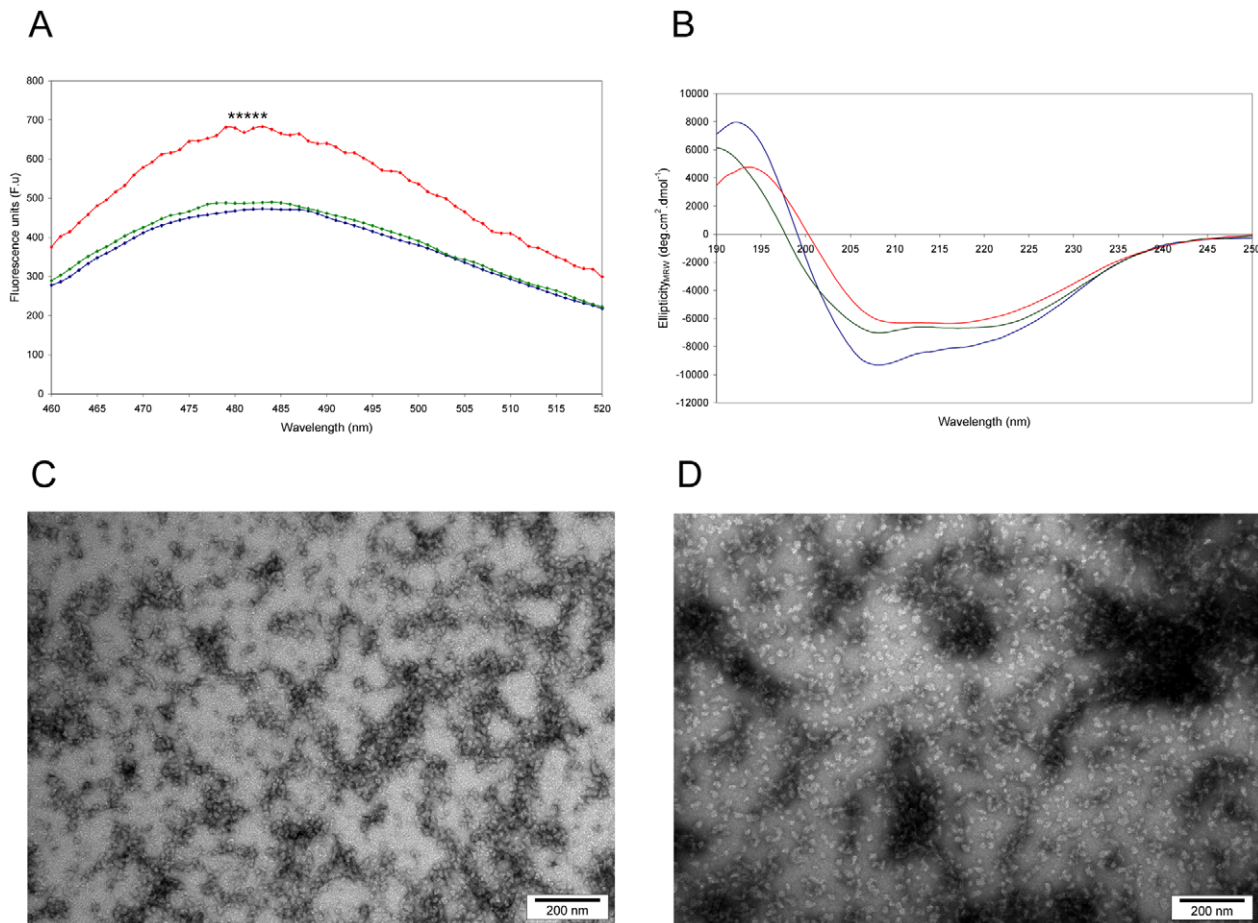 A
B
800
700
600
500
400
300
200
100
0
*****
Fluorescence units (F.u)
460 465 470 475 480 485 490 495 500 505 510 515 520
Wavelength (nm)
10000
8000
6000
4000
2000
0
-2000
-4000
-6000
-8000
-10000
-12000
190 195 200 205 210 215 220 225 230 235 240 245 250
Ellipticity MRW (deg.cm².dmol⁻¹)
Wavelength (nm)
C
D
200 nm
200 nm